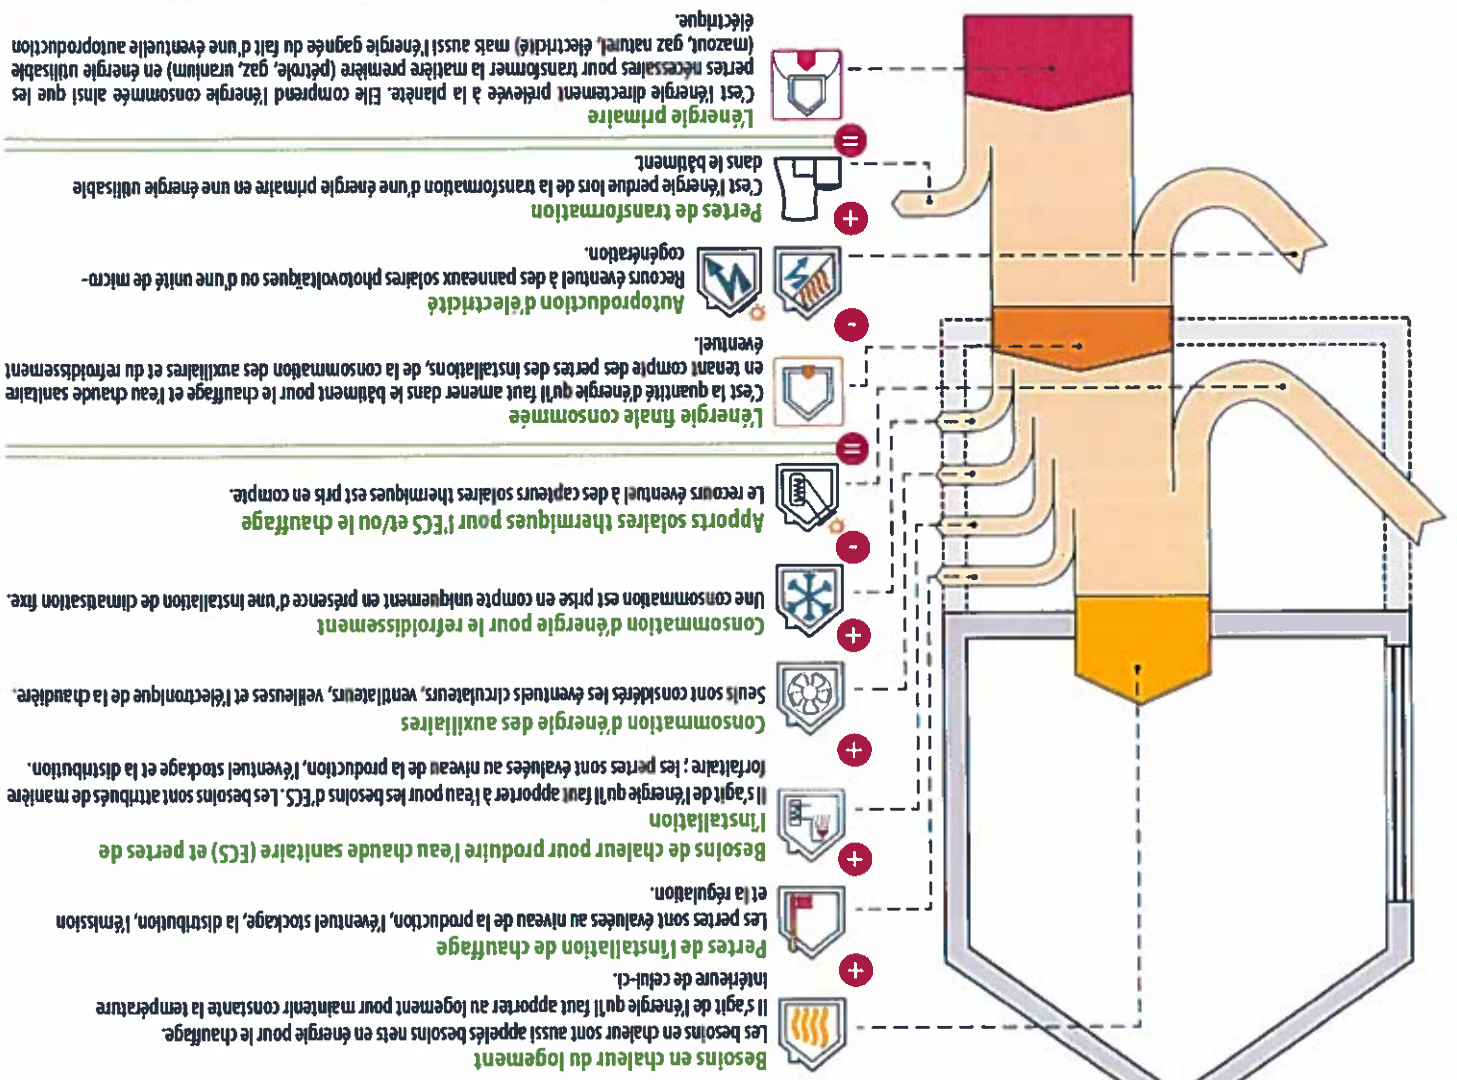 Besoins en chaleur du logement
Les besoins en chaleur sont aussi appelés besoins nets en énergie pour le chauffage.
Il s'agit de l'énergie qu'il faut apporter au logement pour maintenir constante la température
intérieure de celui-ci.
+
Pertes de l'installation de chauffage
Les pertes sont évaluées au niveau de la production, l'éventuel stockage, la distribution, l'émission
et la régulation.
+
Besoins de chaleur pour produire l'eau chaude sanitaire (ECS) et pertes de
l'installation
Il s'agit de l'énergie qu'il faut apporter à l'eau pour les besoins d'ECS. Les besoins sont attribués de manière
forfaitaire ; les pertes sont évaluées au niveau de la production, l'éventuel stockage et la distribution.
+
Consommation d'énergie des auxiliaires
Seuls sont considérés les éventuels circulateurs, ventilateurs, veilleuses et l'électronique de la chaudière.
+
Consommation d'énergie pour le refroidissement
Une consommation est prise en compte uniquement en présence d'une installation de climatisation fixe.
-
Apports solaires thermiques pour l'ECS et/ou le chauffage
Le recours éventuel à des capteurs solaires thermiques est pris en compte.
=
L'énergie finale consommée
C'est la quantité d'énergie qu'il faut amener dans le bâtiment pour le chauffage et l'eau chaude sanitaire
en tenant compte des pertes des installations, de la consommation des auxiliaires et du refroidissement
éventuel.
-
Autoproduction d'électricité
Recours éventuel à des panneaux solaires photovoltaïques ou d'une unité de micro-
cogénération.
+
Pertes de transformation
C'est l'énergie perdue lors de la transformation d'une énergie primaire en une énergie utilisable
dans le bâtiment.
=
L'énergie primaire
C'est l'énergie directement prélevée à la planète. Elle comprend l'énergie consommée ainsi que les
pertes nécessaires pour transformer la matière première (pétrole, gaz, uranium) en énergie utilisable
(mazout, gaz naturel, électricité) mais aussi l'énergie gagnée du fait d'une éventuelle autoproduction
électrique.